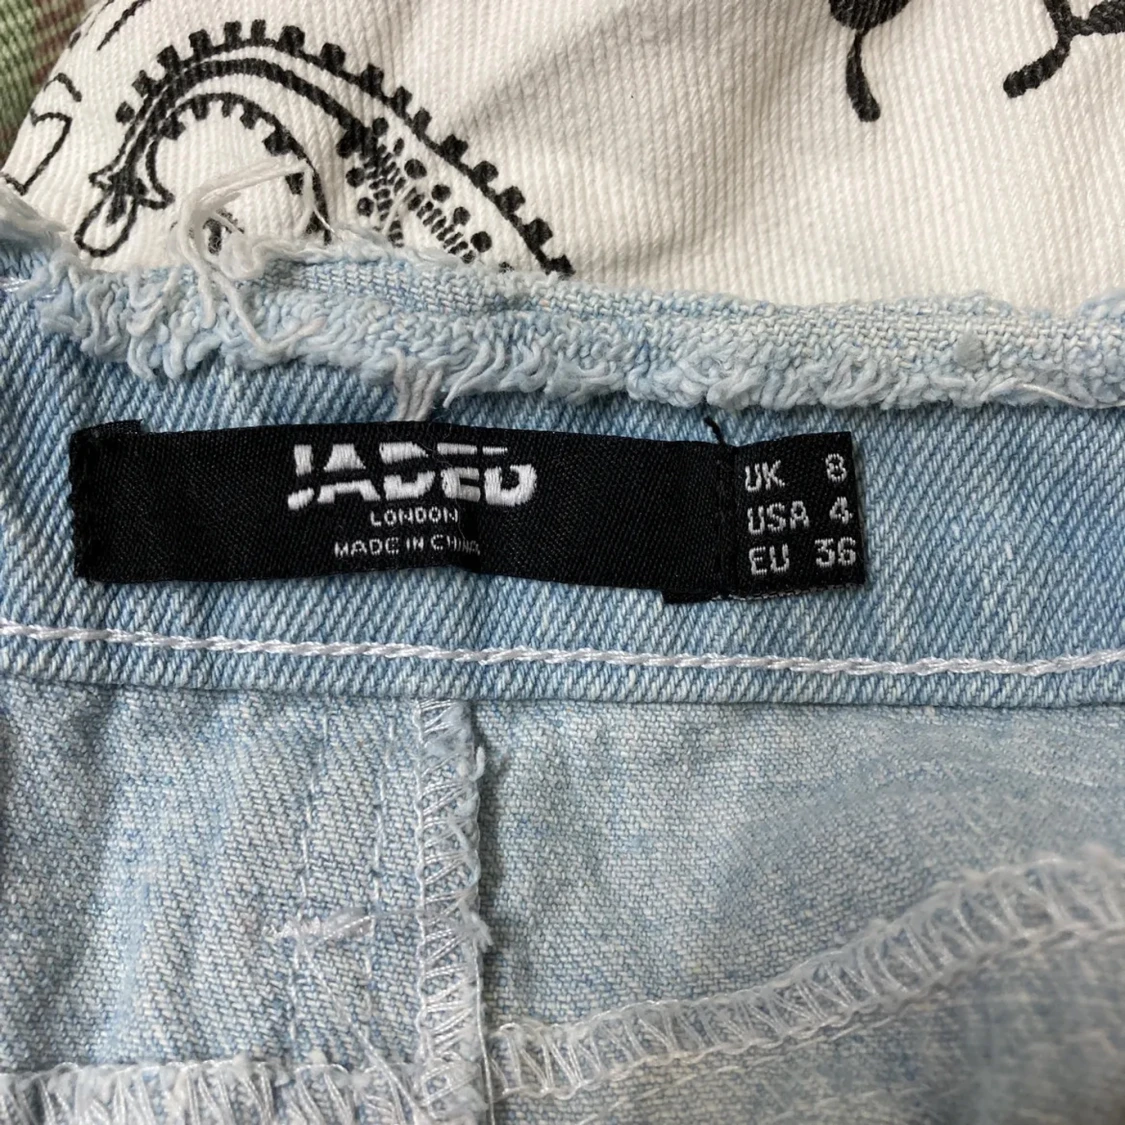 JADED
LONDON
MADE IN CHINA
UK 8
USA 4
EU 36